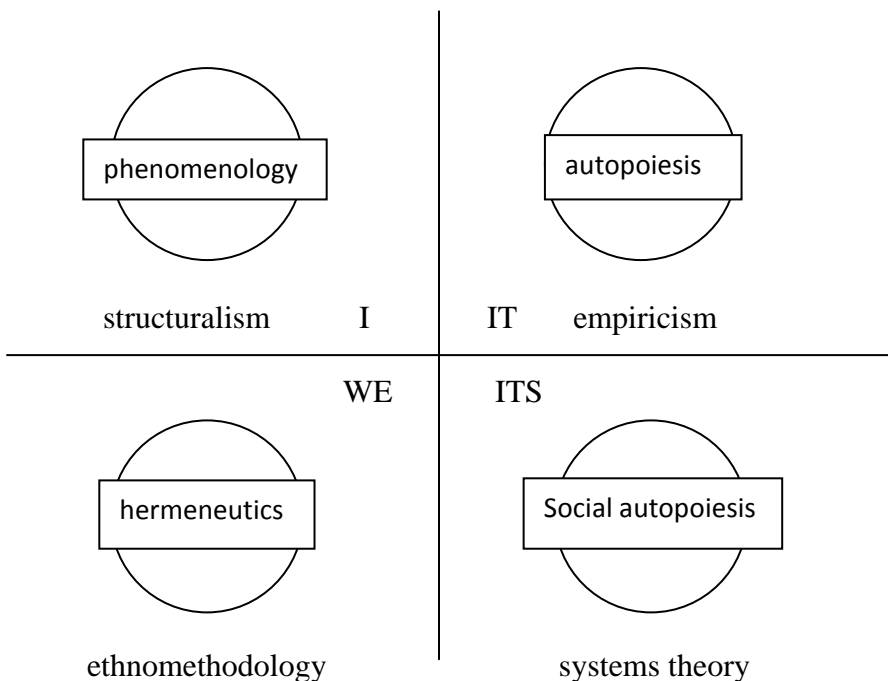 phenomenology
autopoiesis
structuralism I
IT empiricism
WE
ITS
hermeneutics
Social autopoiesis
ethnomethodology
systems theory